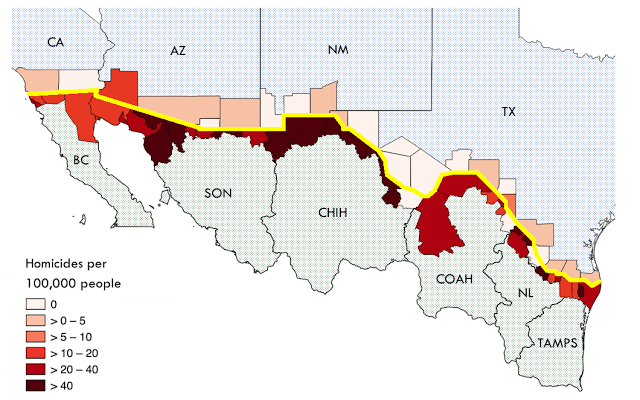 CA
AZ
NM
TX
BC
SON
CHIH
COAH
NL
TAMPS
Homicides per
100,000 people
0
> 0 – 5
> 5 – 10
> 10 – 20
> 20 – 40
> 40